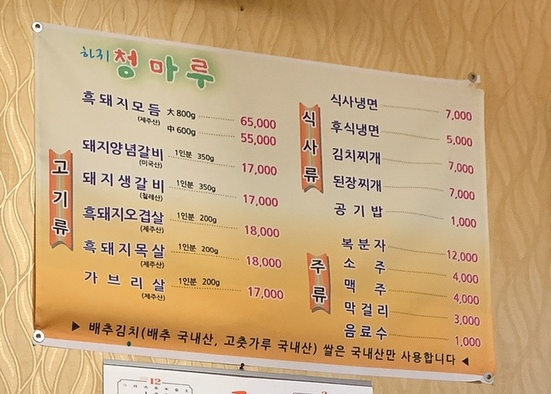 하귀 청마루
흑돼지모듬 大 800g 65,000
(제주산) 中 600g 55,000
돼지양념갈비 1인분 350g 17,000
(미국산)
돼지생갈비 1인분 350g 17,000
(칠레산)
흑돼지오겹살 1인분 200g 18,000
(제주산)
흑돼지목살 1인분 200g 18,000
(제주산)
가브리살 1인분 200g 17,000
(제주산)
고기류
식사류
식사냉면 7,000
후식냉면 5,000
김치찌개 7,000
된장찌개 7,000
공기밥 1,000
주류
복분자 12,000
소주 4,000
맥주 4,000
막걸리 3,000
음료수 1,000
▶ 배추김치(배추 국내산, 고춧가루 국내산) 쌀은 국내산만 사용합니다 ◀
12